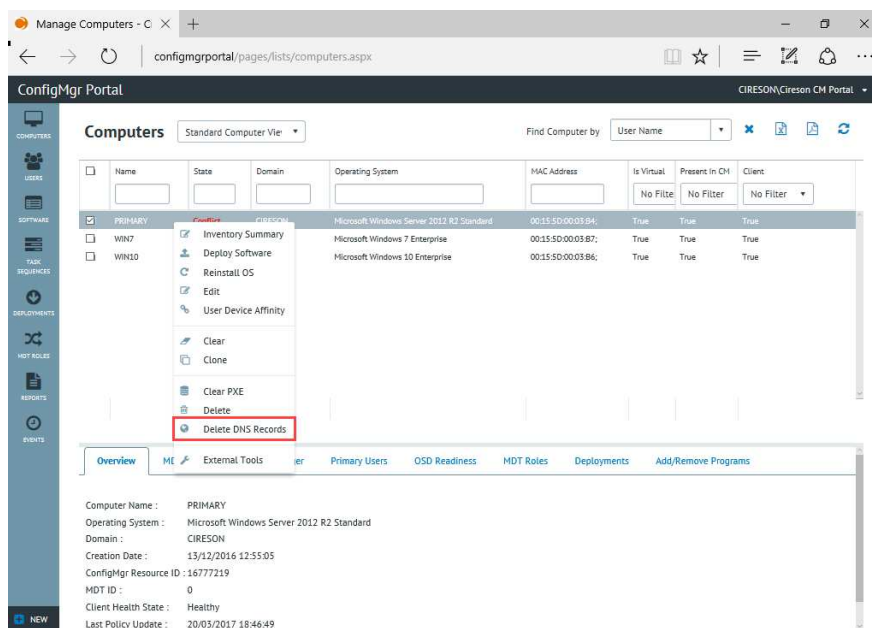 Manage Computers - Ci
configmgrportal/pages/lists/computers.aspx
ConfigMgr Portal
CIRESON\Cireson CM Portal
COMPUTERS
USERS
SOFTWARE
TASK SEQUENCES
DEPLOYMENTS
MDT ROLES
REPORTS
EVENTS
NEW
Computers
Standard Computer Vie
Find Computer by
User Name
Name
State
Domain
Operating System
MAC Address
Is Virtual
Present In CM
Client
No Filte
No Filter
No Filter
PRIMARY Conflict CIRESON Microsoft Windows Server 2012 R2 Standard 00:15:5D:00:03:B4; True True True
WIN7 Microsoft Windows 7 Enterprise 00:15:5D:00:03:B7; True True True
WIN10 Microsoft Windows 10 Enterprise 00:15:5D:00:03:B6; True True True
Inventory Summary
Deploy Software
Reinstall OS
Edit
User Device Affinity
Clear
Clone
Clear PXE
Delete
Delete DNS Records
External Tools
Overview
Primary Users
OSD Readiness
MDT Roles
Deployments
Add/Remove Programs
Computer Name : PRIMARY
Operating System : Microsoft Windows Server 2012 R2 Standard
Domain : CIRESON
Creation Date : 13/12/2016 12:55:05
ConfigMgr Resource ID : 16777219
MDT ID : 0
Client Health State : Healthy
Last Policy Update : 20/03/2017 18:46:49